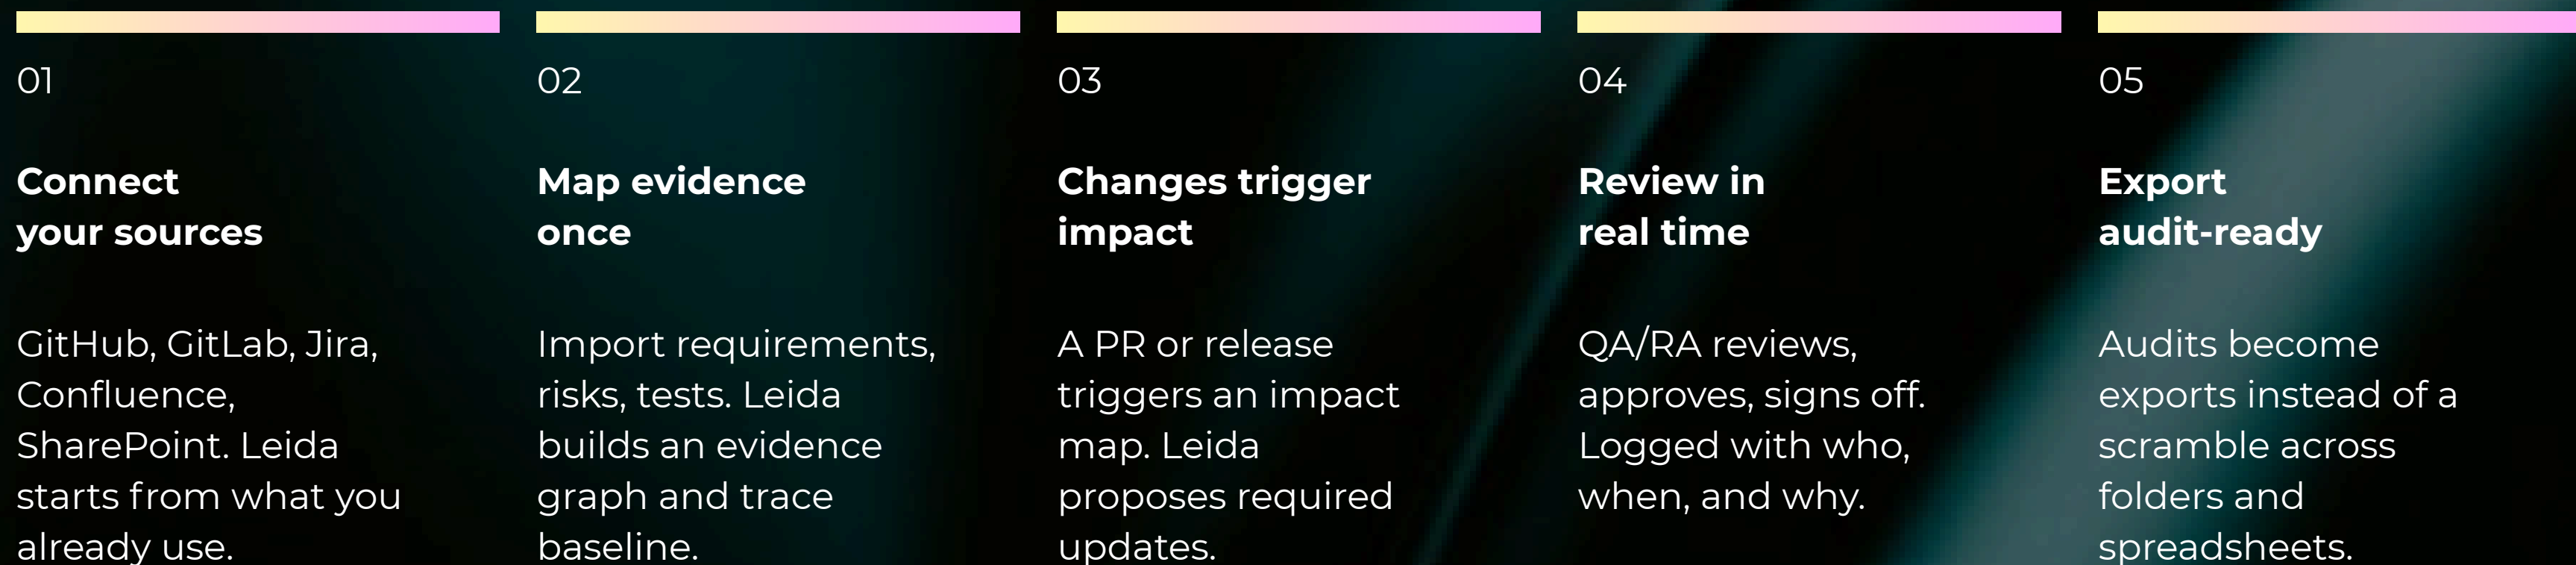 01
Connect
your sources
GitHub, GitLab, Jira,
Confluence,
SharePoint. Leida
starts from what you
already use.
02
Map evidence
once
Import requirements,
risks, tests. Leida
builds an evidence
graph and trace
baseline.
03
Changes trigger
impact
A PR or release
triggers an impact
map. Leida
proposes required
updates.
04
Review in
real time
QA/RA reviews,
approves, signs off.
Logged with who,
when, and why.
05
Export
audit-ready
Audits become
exports instead of a
scramble across
folders and
spreadsheets.